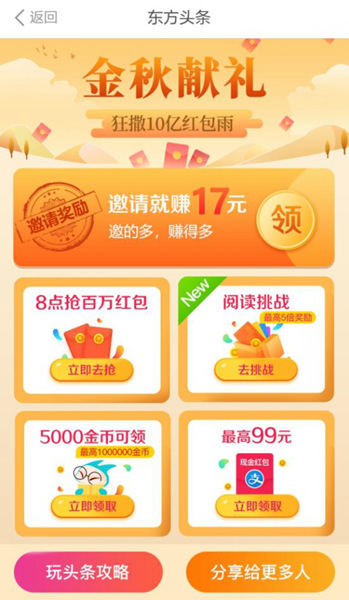 返回
东方头条
金秋献礼
狂撒10亿红包雨
邀请奖励
邀请就赚17元
邀的多，赚得多
领
8点抢百万红包
立即去抢
New
阅读挑战
最高5倍奖励
去挑战
5000金币可领
最高1000000金币
立即领取
最高99元
现金红包
立即领取
玩头条攻略
分享给更多人